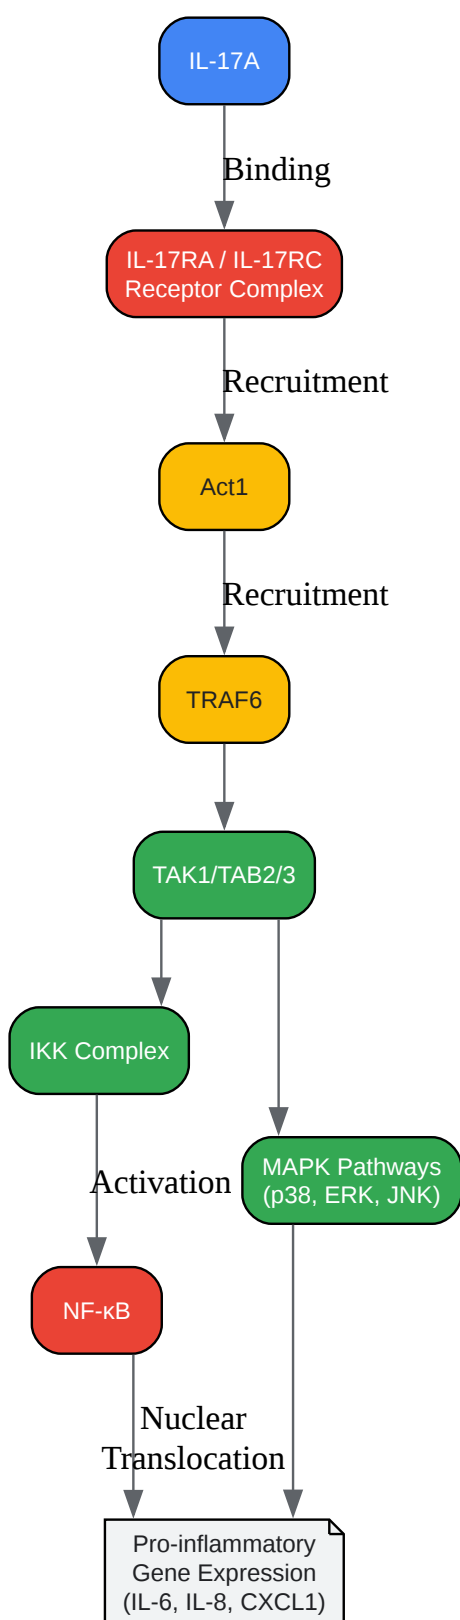 IL-17A
Binding
IL-17RA / IL-17RC
Receptor Complex
Recruitment
Act1
Recruitment
TRAF6
TAK1/TAB2/3
IKK Complex
MAPK Pathways
(p38, ERK, JNK)
Activation
NF-κB
Nuclear
Translocation
Pro-inflammatory
Gene Expression
(IL-6, IL-8, CXCL1)